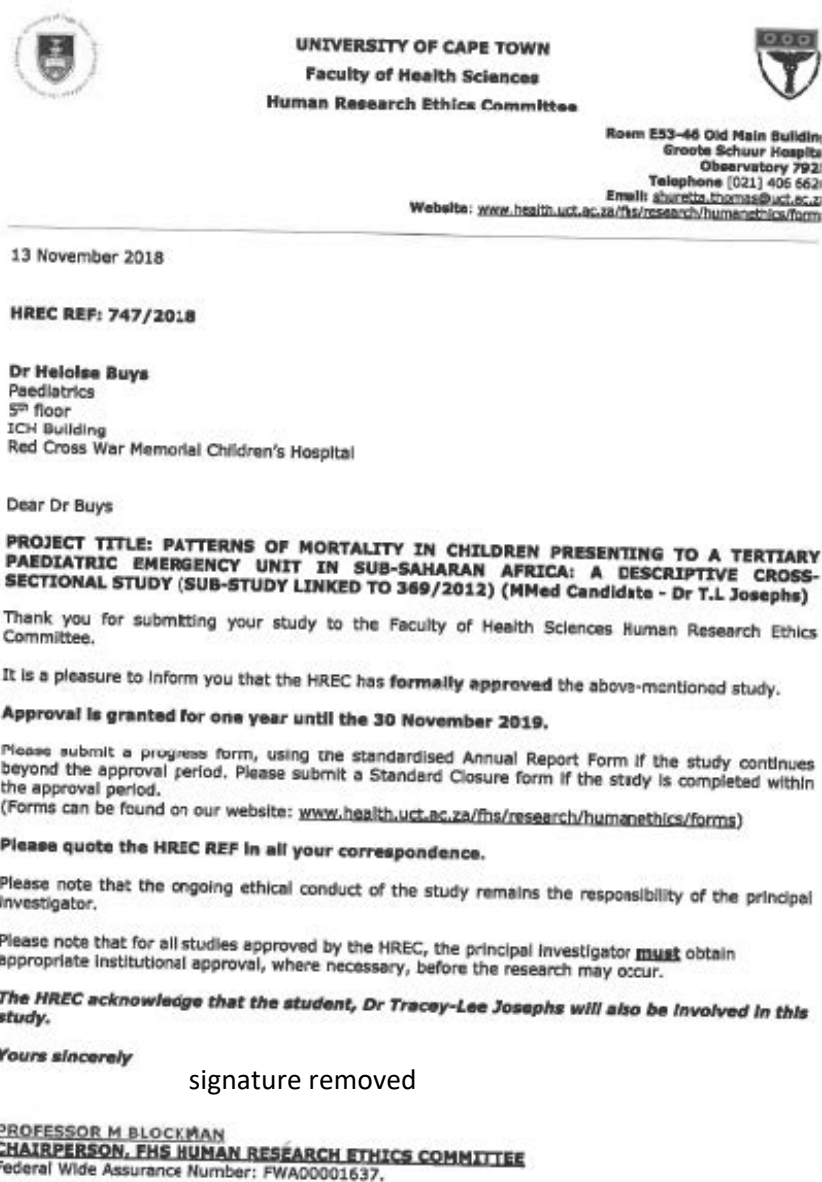 UNIVERSITY OF CAPE TOWN
Faculty of Health Sciences
Human Research Ethics Committee
Room E53-46 Old Main Buildin
Groote Schuur Hospita
Observatory 792
Telephone [021] 406 662
Email: shuretta.thomas@uct.ac.z
Website: www.health.uct.ac.za/fhs/research/humanethics/form
13 November 2018
HREC REF: 747/2018
Dr Heloise Buys
Paediatrics
5th floor
ICH Building
Red Cross War Memorial Children's Hospital
Dear Dr Buys
PROJECT TITLE: PATTERNS OF MORTALITY IN CHILDREN PRESENTING TO A TERTIARY
PAEDIATRIC EMERGENCY UNIT IN SUB-SAHARAN AFRICA: A DESCRIPTIVE CROSS-
SECTIONAL STUDY (SUB-STUDY LINKED TO 369/2012) (MMed Candidate - Dr T.L Josephs)
Thank you for submitting your study to the Faculty of Health Sciences Human Research Ethics
Committee.
It is a pleasure to inform you that the HREC has formally approved the above-mentioned study.
Approval is granted for one year until the 30 November 2019.
Please submit a progress form, using the standardised Annual Report Form if the study continues
beyond the approval period. Please submit a Standard Closure form if the study is completed within
the approval period.
(Forms can be found on our website: www.health.uct.ac.za/fhs/research/humanethics/forms)
Please quote the HREC REF in all your correspondence.
Please note that the ongoing ethical conduct of the study remains the responsibility of the principal
investigator.
Please note that for all studies approved by the HREC, the principal investigator must obtain
appropriate institutional approval, where necessary, before the research may occur.
The HREC acknowledge that the student, Dr Tracey-Lee Josephs will also be involved in this
study.
Yours sincerely
signature removed
PROFESSOR M BLOCKMAN
CHAIRPERSON, FHS HUMAN RESEARCH ETHICS COMMITTEE
Federal Wide Assurance Number: FWA00001637.